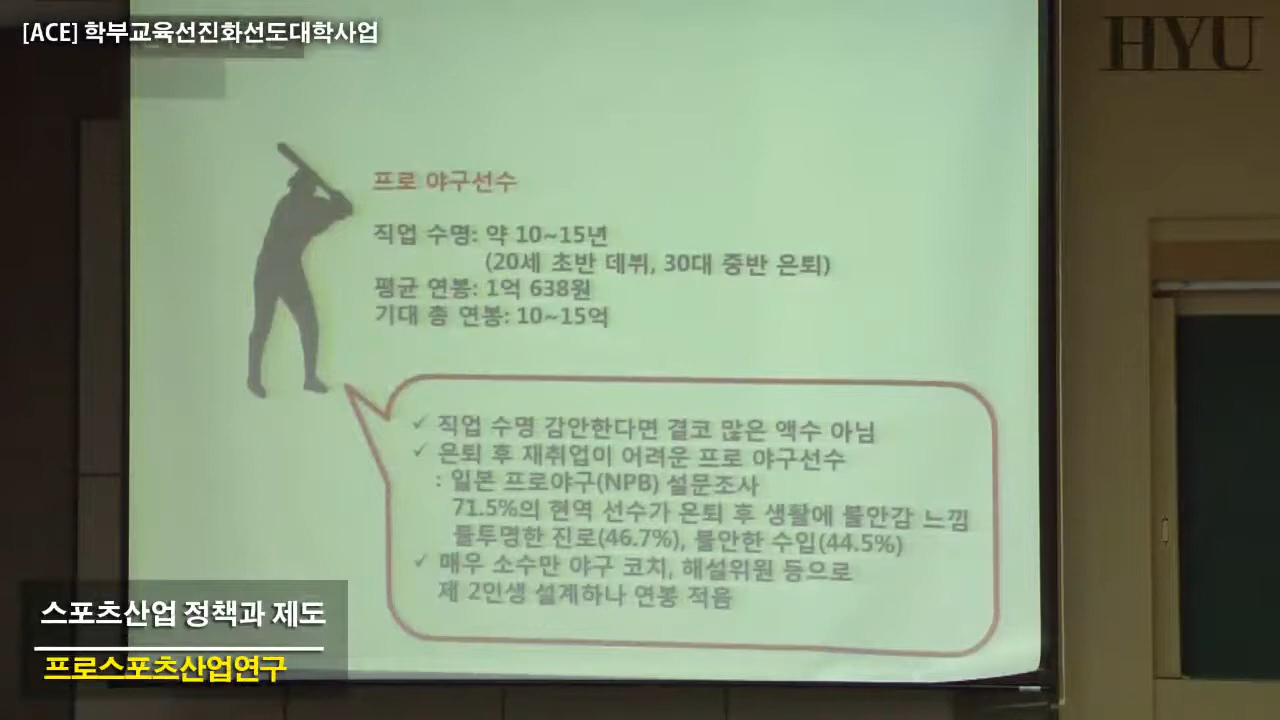 [ACE] 학부교육선진화선도대학사업
HYU
프로 야구선수
직업 수명: 약 10~15년
(20세 초반 데뷔, 30대 중반 은퇴)
평균 연봉: 1억 638원
기대 총 연봉: 10~15억
✓ 직업 수명 감안한다면 결코 많은 액수 아님
✓ 은퇴 후 재취업이 어려운 프로 야구선수
: 일본 프로야구(NPB) 설문조사
71.5%의 현역 선수가 은퇴 후 생활에 불안감 느낌
불투명한 진로(46.7%), 불안한 수입(44.5%)
✓ 매우 소수만 야구 코치, 해설위원 등으로
제 2인생 설계하나 연봉 적음
스포츠산업 정책과 제도
프로스포츠산업연구